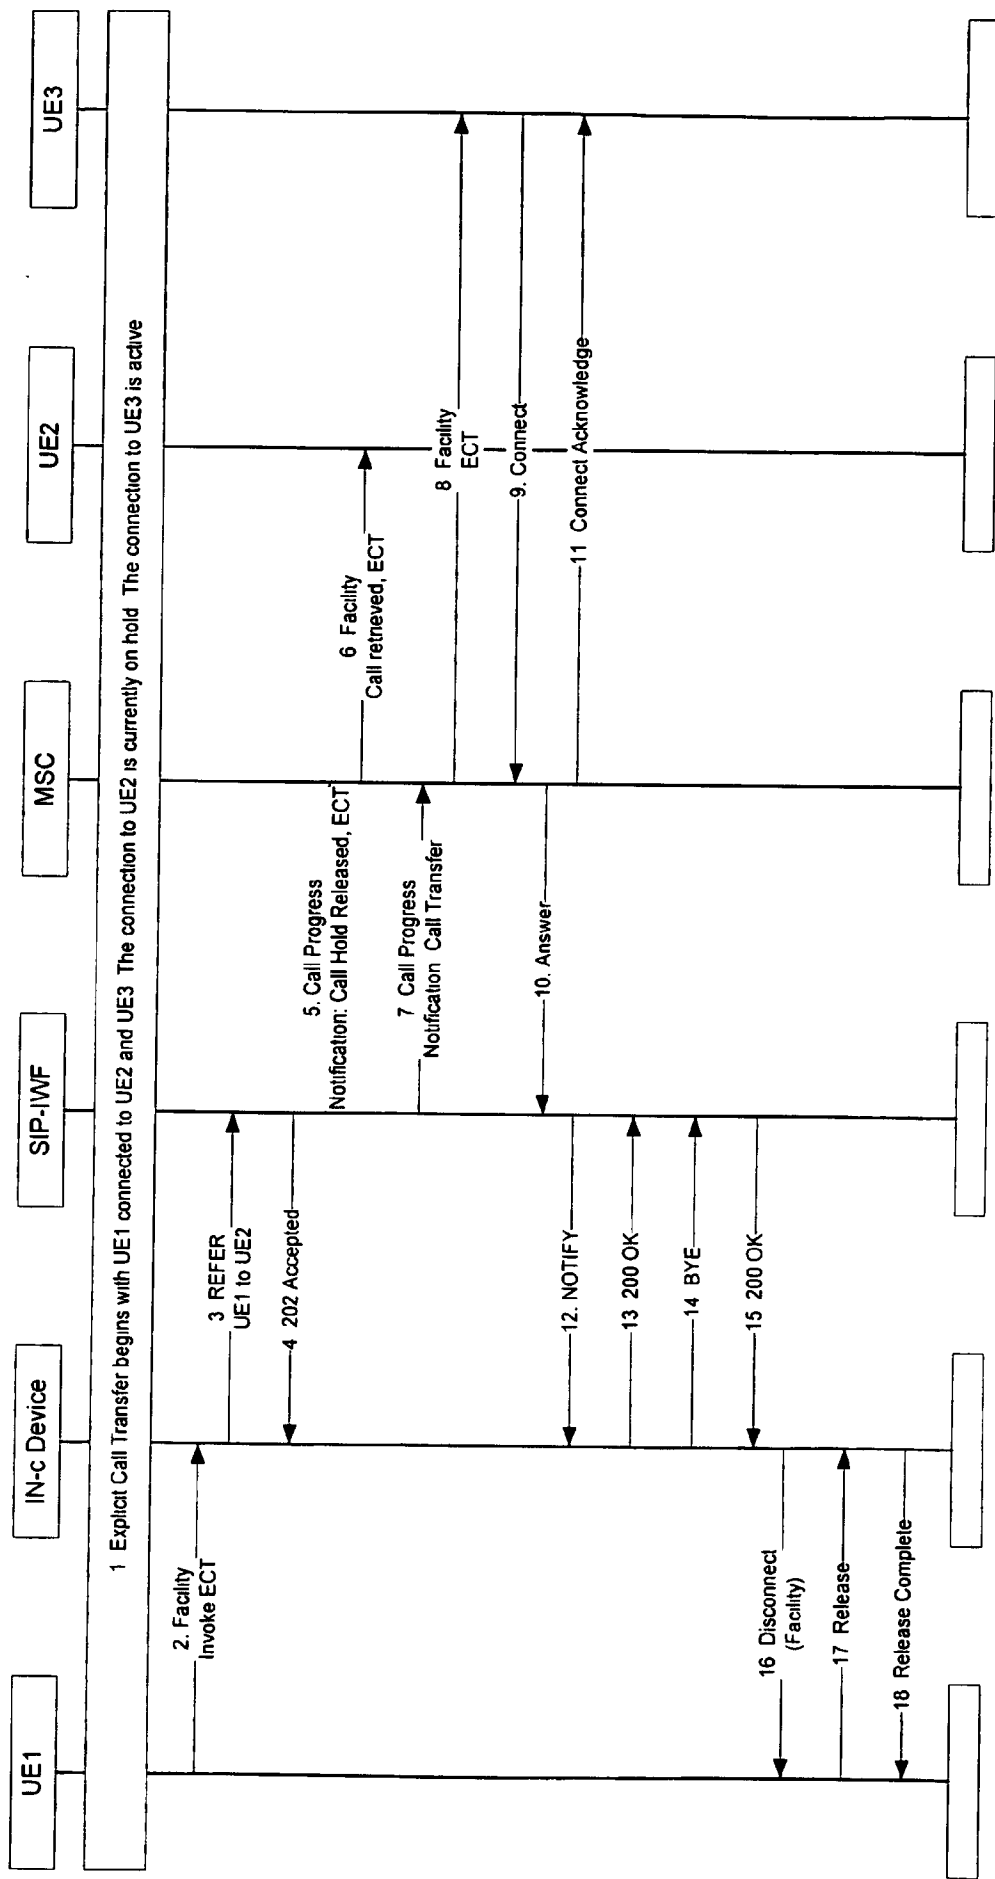 UE1
IN-c Device
SIP-IWF
MSC
UE2
UE3
1 Explicit Call Transfer begins with UE1 connected to UE2 and UE3 The connection to UE2 is currently on hold The connection to UE3 is active
2. Facility
Invoke ECT
3 REFER
UE1 to UE2
4 202 Accepted
5. Call Progress
Notification: Call Hold Released, ECT
6 Facility
Call retrieved, ECT
7 Call Progress
Notification Call Transfer
8 Facility
ECT
9. Connect
10. Answer
11 Connect Acknowledge
12. NOTIFY
13 200 OK
14 BYE
15 200 OK
16 Disconnect
(Facility)
17 Release
18 Release Complete